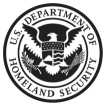 U.S. DEPARTMENT OF
HOMELAND SECURITY